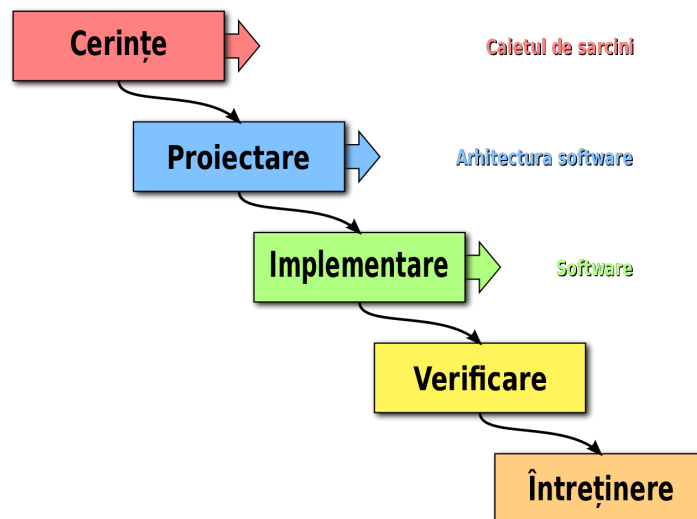 Cerințe
Caietul de sarcini
Proiectare
Arhitectura software
Implementare
Software
Verificare
Întreținere